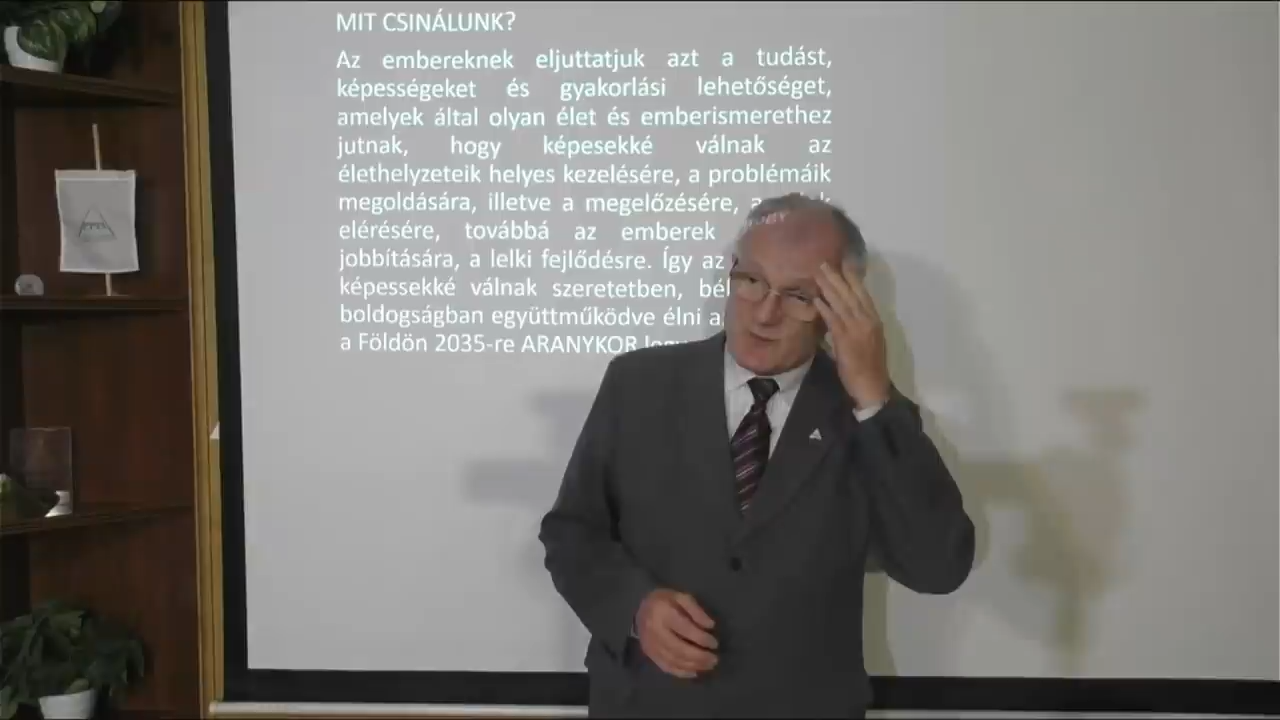 MIT CSINÁLUNK?
Az embereknek eljuttatjuk azt a tudást,
képességeket és gyakorlási lehetőséget,
amelyek által olyan élet és emberismerethez
jutnak, hogy képesekké válnak az
élethelyzeteik helyes kezelésére, a problémáik
megoldására, illetve a megelőzésére,
elérésére, továbbá az emberek
jobbítására, a lelki fejlődésre. Így az
képessekké válnak szeretetben,
boldogságban együttműködve élni
a Földön 2035-re ARANYKOR